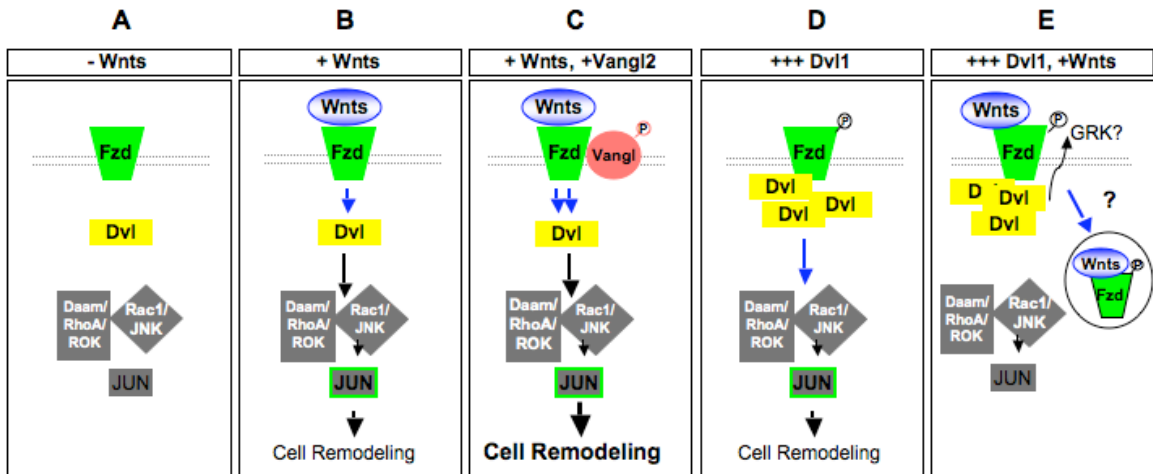 A
B
C
D
E
- Wnts
+ Wnts
+ Wnts, +Vangl2
+++ Dvl1
+++ Dvl1, +Wnts
Fzd
Dvl
Daam/
RhoA/
ROK
Rac1/
JNK
JUN
Wnts
Fzd
Dvl
Daam/
RhoA/
ROK
Rac1/
JNK
JUN
Cell Remodeling
Wnts
Fzd
Vangl
P
Dvl
Daam/
RhoA/
ROK
Rac1/
JNK
JUN
Cell Remodeling
P
Fzd
Dvl
Dvl
Dvl
Daam/
RhoA/
ROK
Rac1/
JNK
JUN
Cell Remodeling
Wnts
P
GRK?
Fzd
D
Dvl
Dvl
?
Wnts
P
Fzd
Daam/
RhoA/
ROK
Rac1/
JNK
JUN